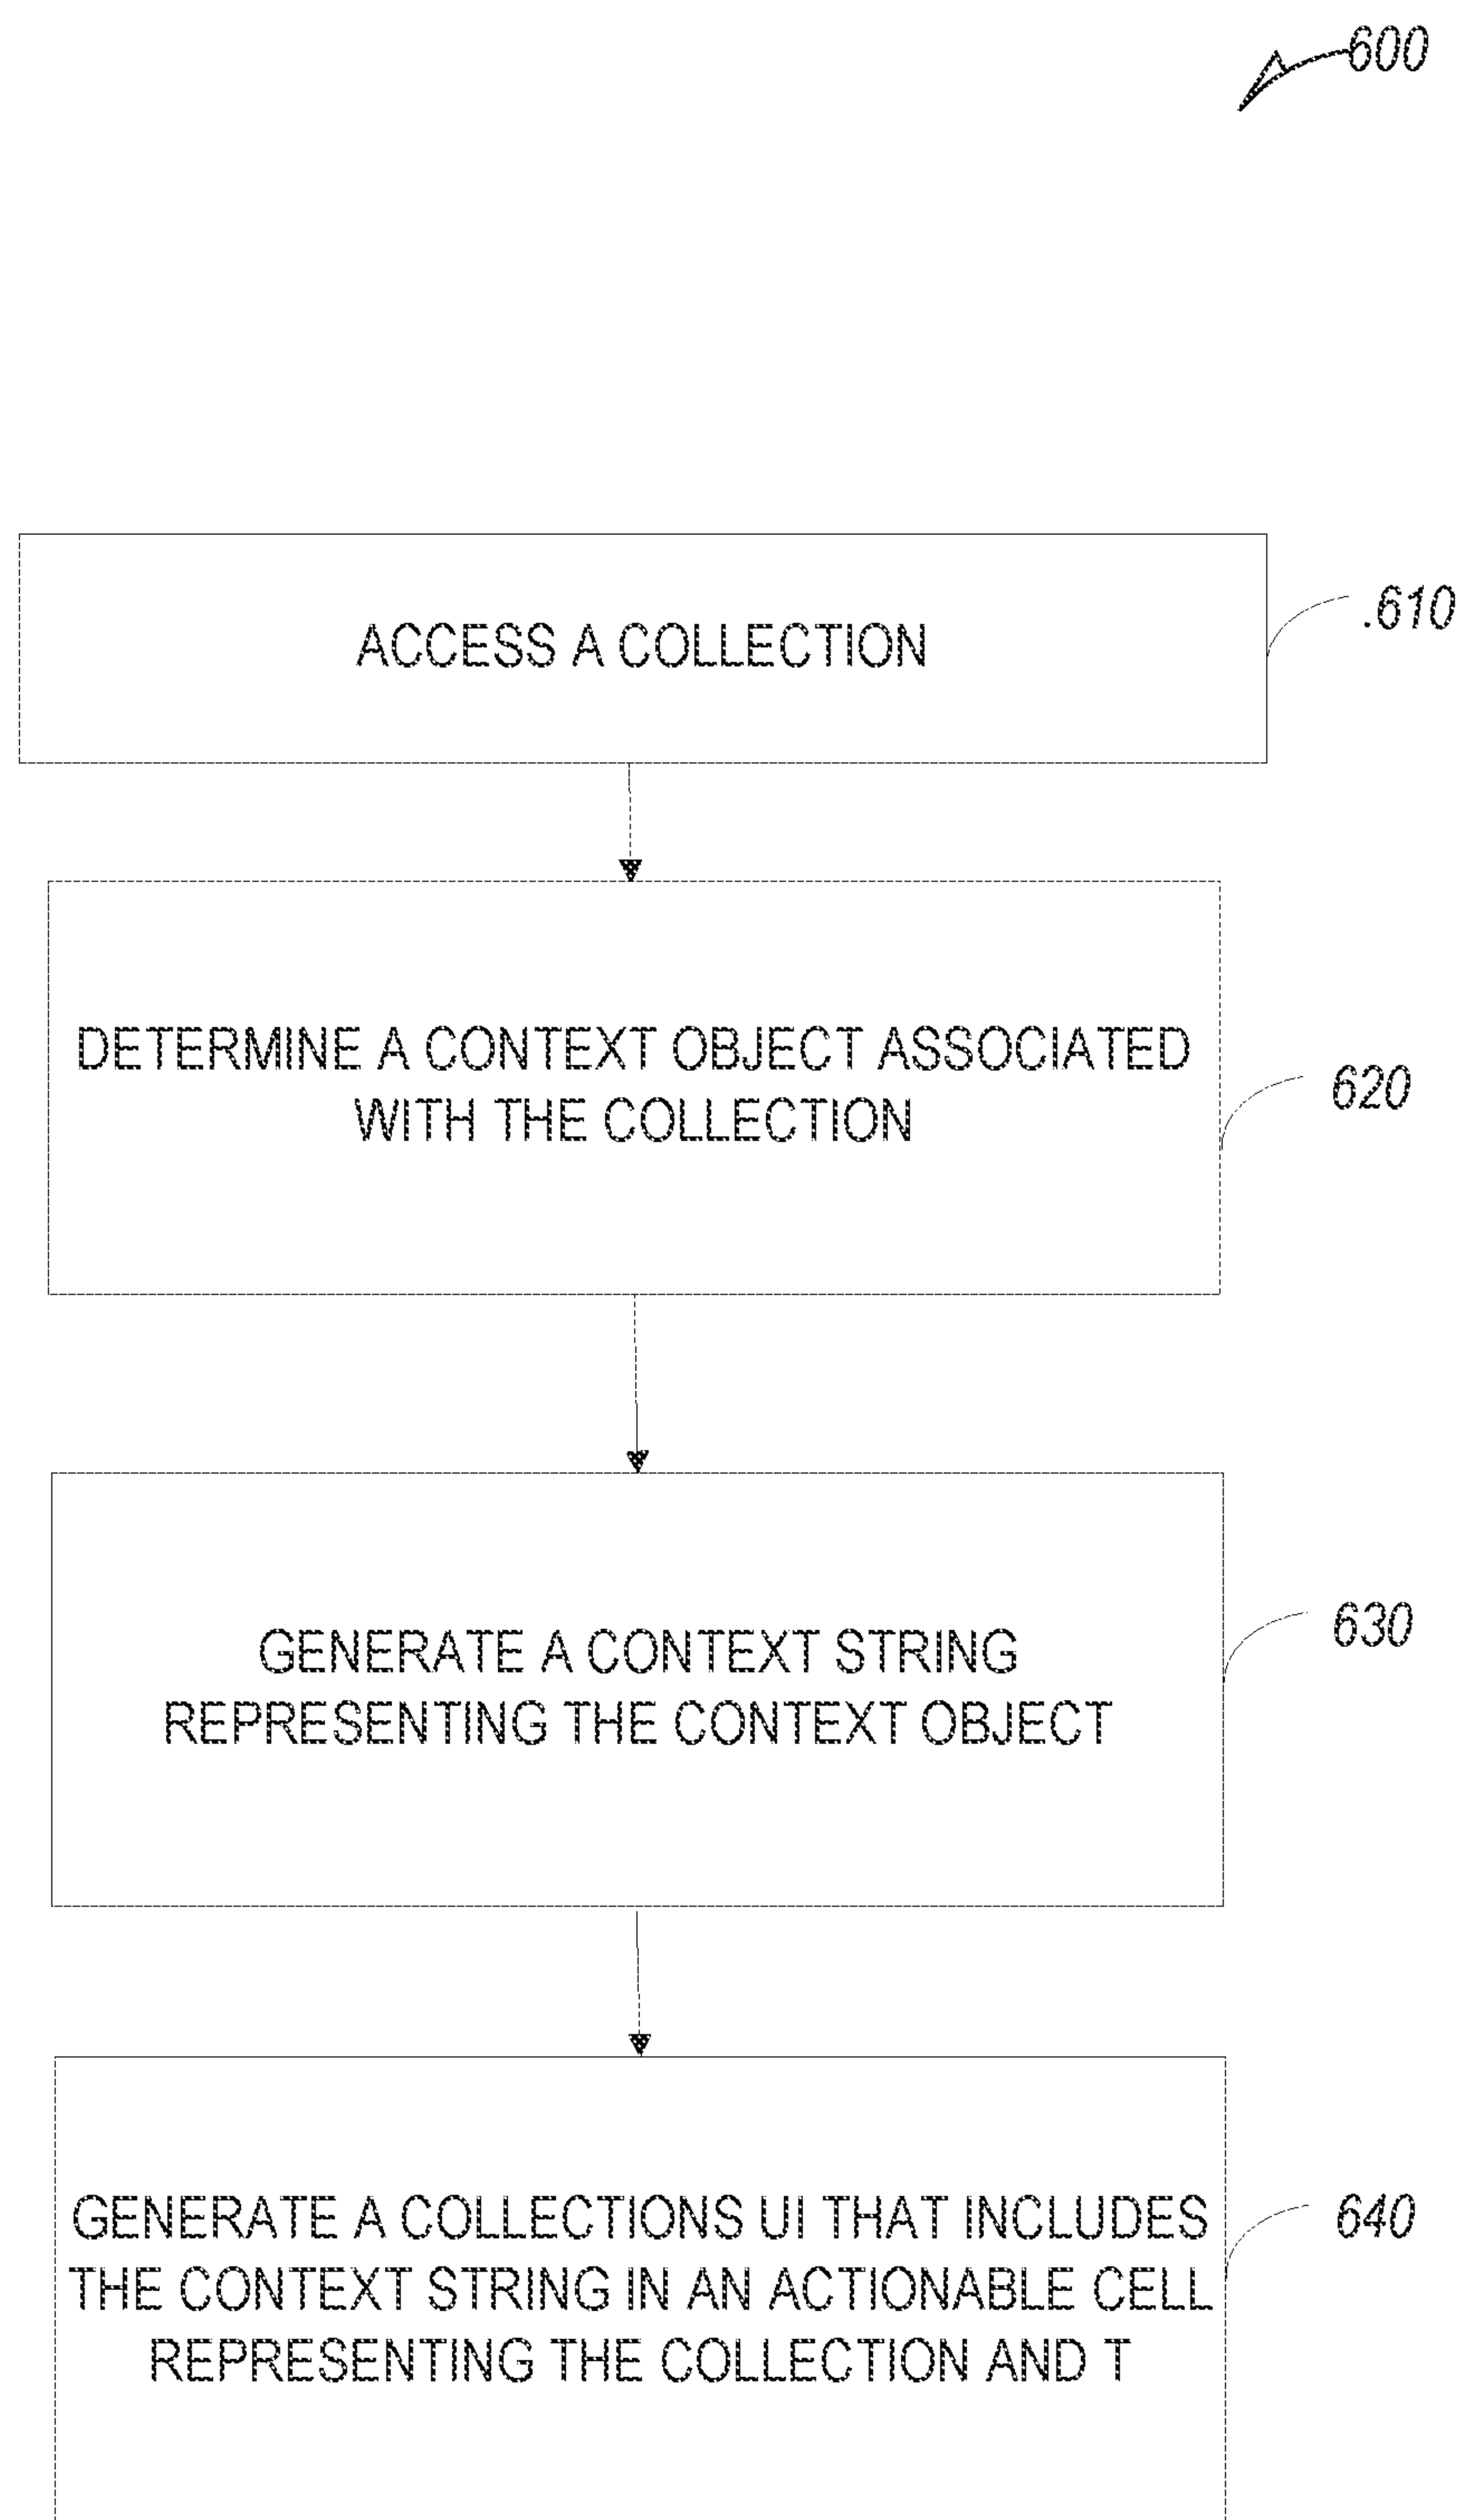 600
ACCESS A COLLECTION
.610
DETERMINE A CONTEXT OBJECT ASSOCIATED
WITH THE COLLECTION
620
GENERATE A CONTEXT STRING
REPRESENTING THE CONTEXT OBJECT
630
GENERATE A COLLECTIONS UI THAT INCLUDES
THE CONTEXT STRING IN AN ACTIONABLE CELL
REPRESENTING THE COLLECTION AND T
640